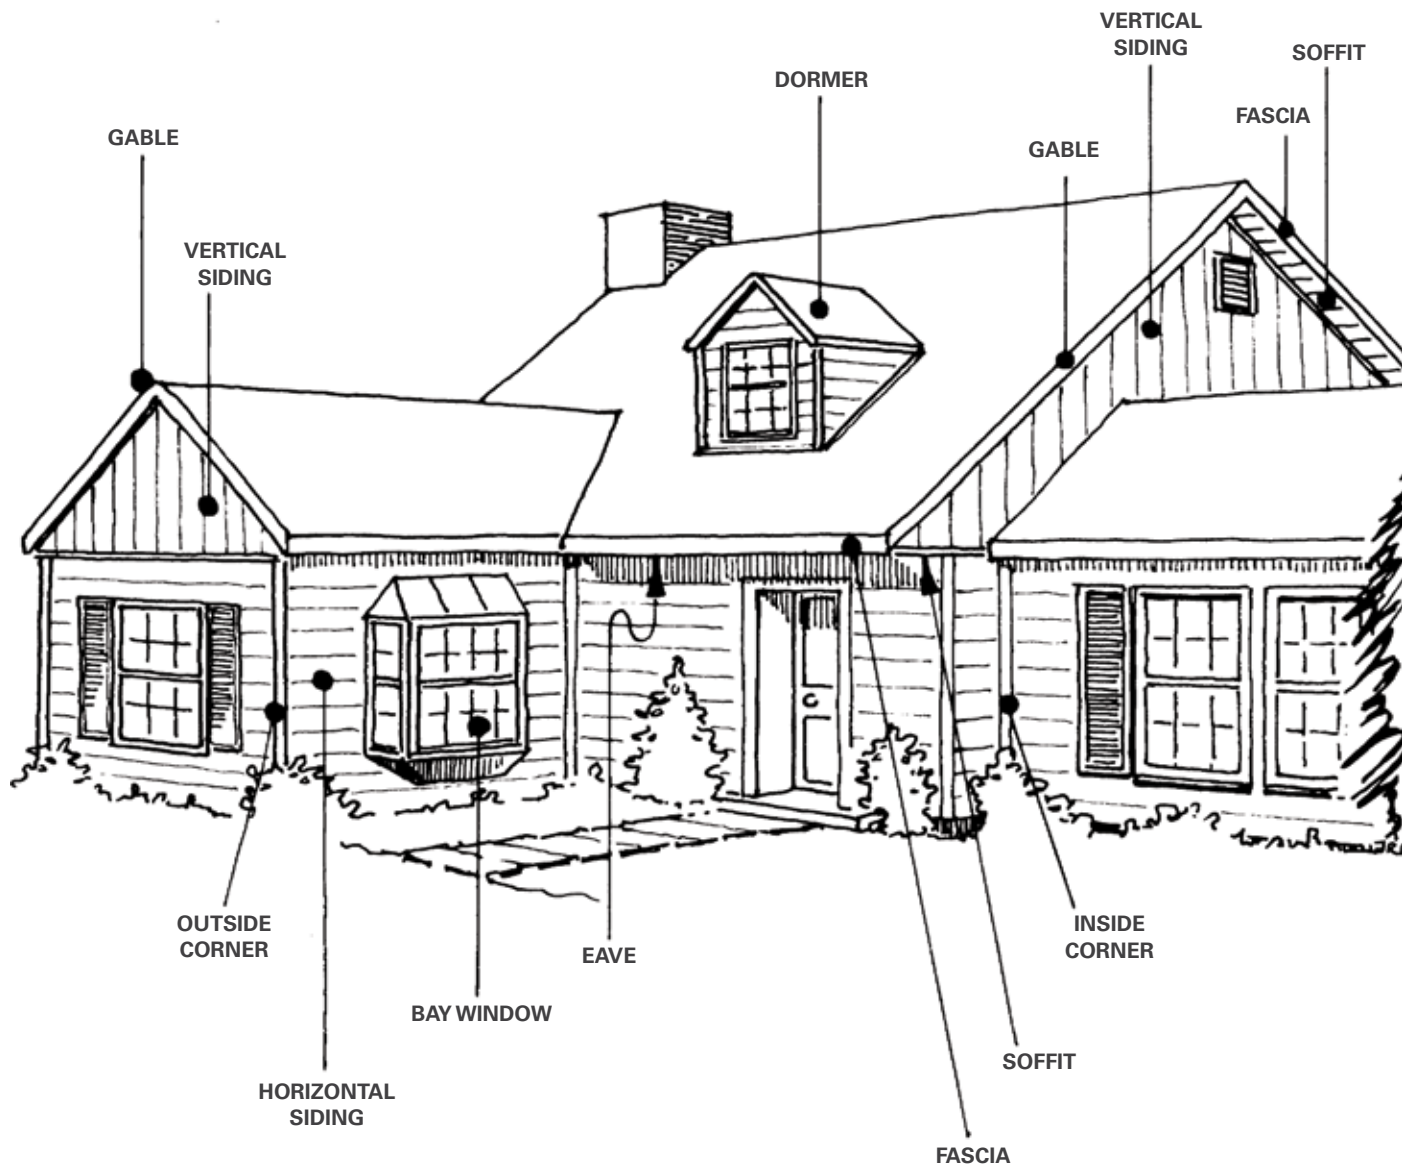 VERTICAL
SIDING
SOFFIT
DORMER
FASCIA
GABLE
GABLE
VERTICAL
SIDING
OUTSIDE
CORNER
INSIDE
CORNER
EAVE
BAY WINDOW
SOFFIT
HORIZONTAL
SIDING
FASCIA